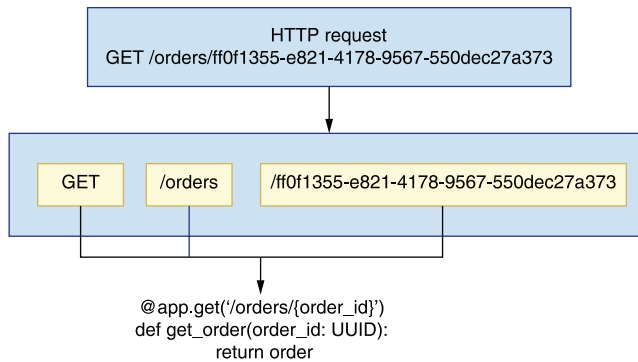 HTTP request
GET /orders/ff0f1355-e821-4178-9567-550dec27a373
GET
/orders
/ff0f1355-e821-4178-9567-550dec27a373
@app.get(‘/orders/{order_id}’)
def get_order(order_id: UUID):
return order